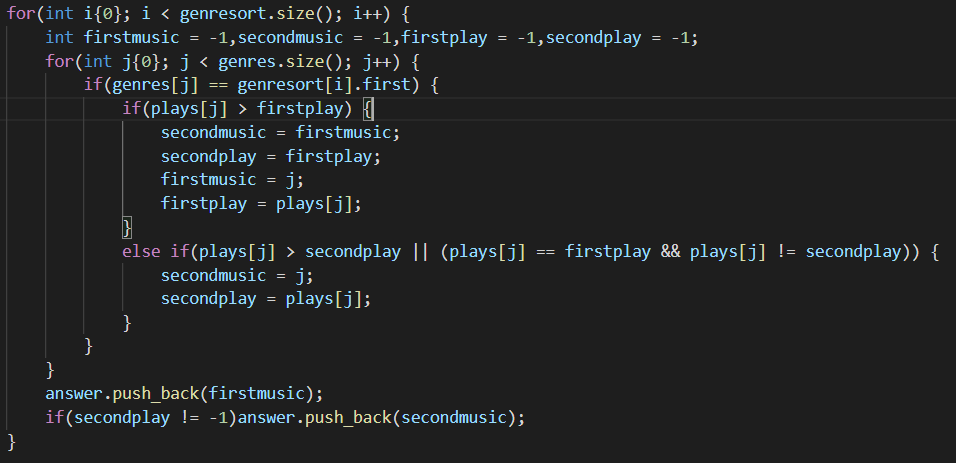 for(int i{0}; i < genresort.size(); i++) {
    int firstmusic = -1,secondmusic = -1,firstplay = -1,secondplay = -1;
    for(int j{0}; j < genres.size(); j++) {
        if(genres[j] == genresort[i].first) {
            if(plays[j] > firstplay) {
                secondmusic = firstmusic;
                secondplay = firstplay;
                firstmusic = j;
                firstplay = plays[j];
            }
            else if(plays[j] > secondplay || (plays[j] == firstplay && plays[j] != secondplay)) {
                secondmusic = j;
                secondplay = plays[j];
            }
        }
    }
    answer.push_back(firstmusic);
    if(secondplay != -1)answer.push_back(secondmusic);
}